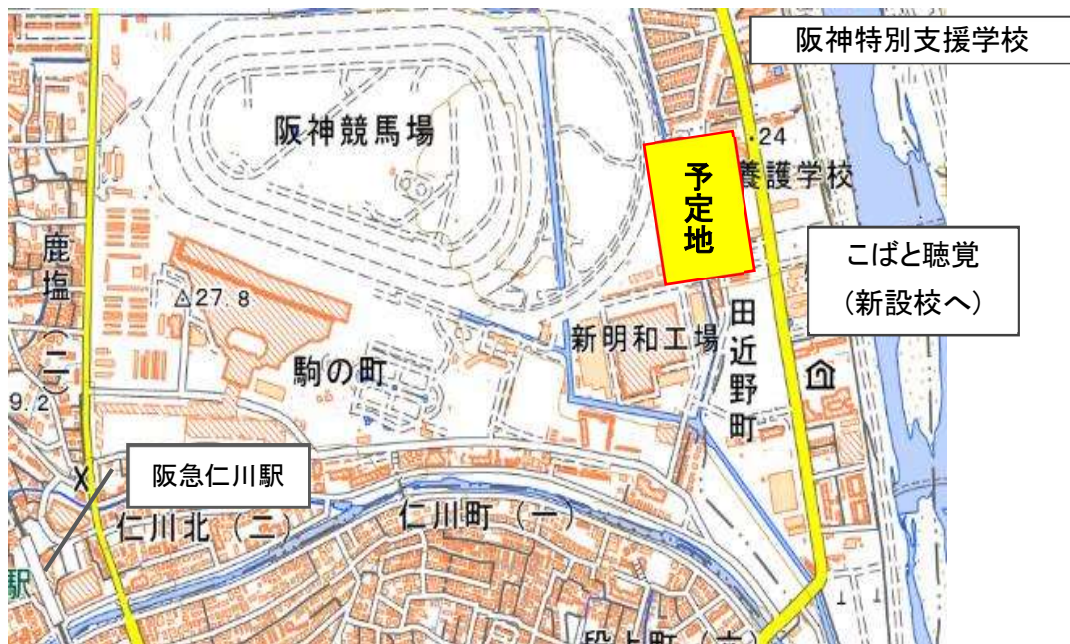 阪神特別支援学校
阪神競馬場
・24
養護学校
予定地
こばと聴覚
(新設校へ)
鹿塩(二)
27.8
新明和工場
田近野町
駒の町
9.2
阪急仁川駅
仁川北(二)
仁川町(一)
駅